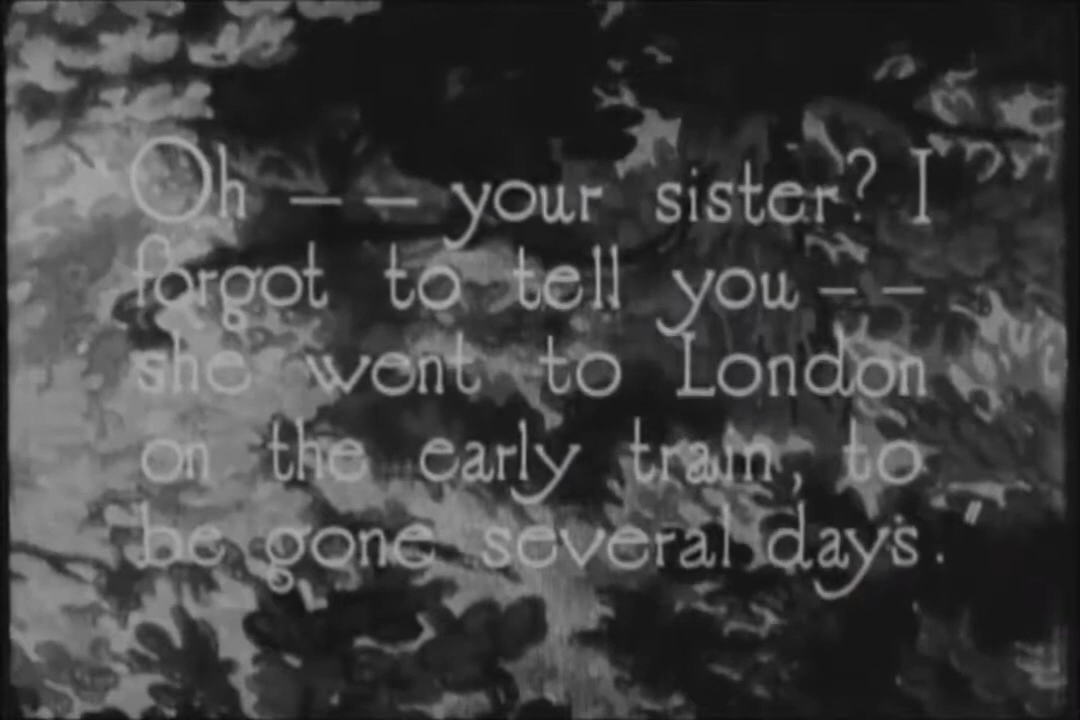 Oh — — your sister? I
forgot to tell you — —
she went to London
on the early train, to
be gone several days."